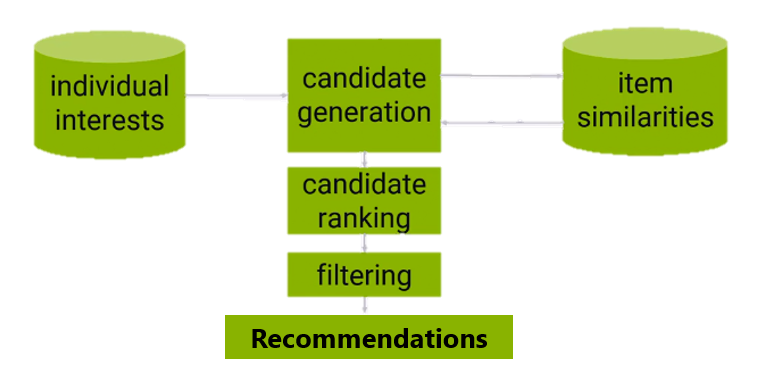 individual
interests
candidate
generation
item
similarities
candidate
ranking
filtering
Recommendations